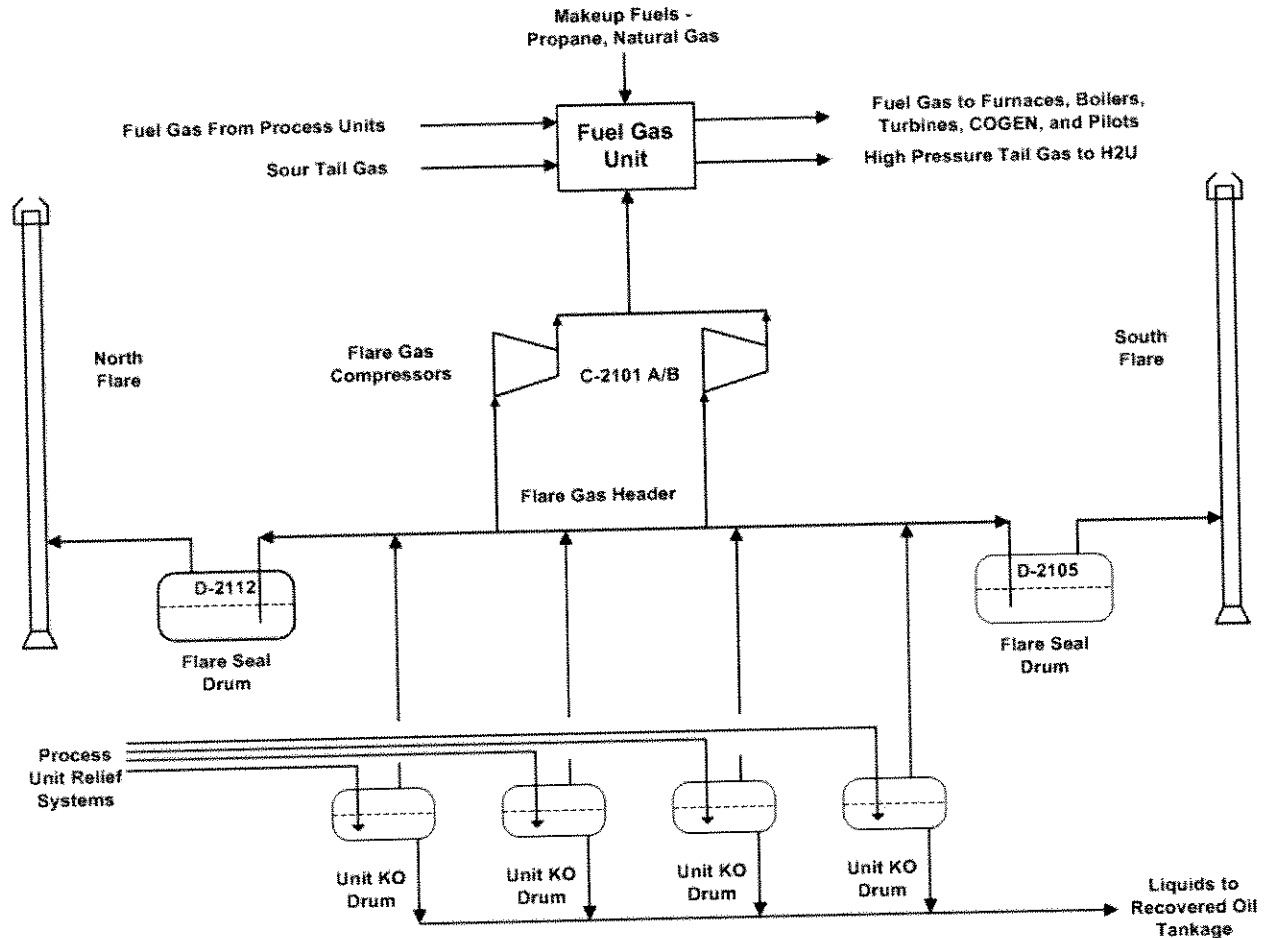 Makeup Fuels -
Propane, Natural Gas
Fuel Gas From Process Units
Sour Tail Gas
Fuel Gas
Unit
Fuel Gas to Furnaces, Boilers,
Turbines, COGEN, and Pilots
High Pressure Tail Gas to H2U
North
Flare
Flare Gas
Compressors
C-2101 A/B
South
Flare
Flare Gas Header
D-2112
Flare Seal
Drum
D-2105
Flare Seal
Drum
Process
Unit Relief
Systems
Unit KO
Drum
Unit KO
Drum
Unit KO
Drum
Unit KO
Drum
Liquids to
Recovered Oil
Tankage